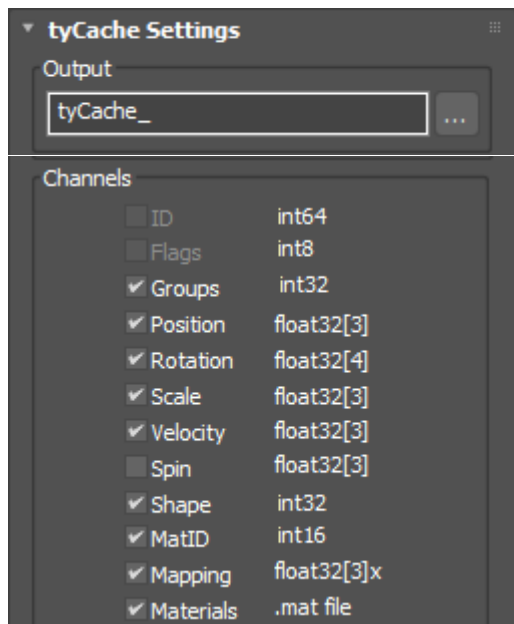 tyCache Settings
Output
tyCache_
...
Channels
ID int64
Flags int8
Groups int32
Position float32[3]
Rotation float32[4]
Scale float32[3]
Velocity float32[3]
Spin float32[3]
Shape int32
MatID int16
Mapping float32[3]x
Materials .mat file